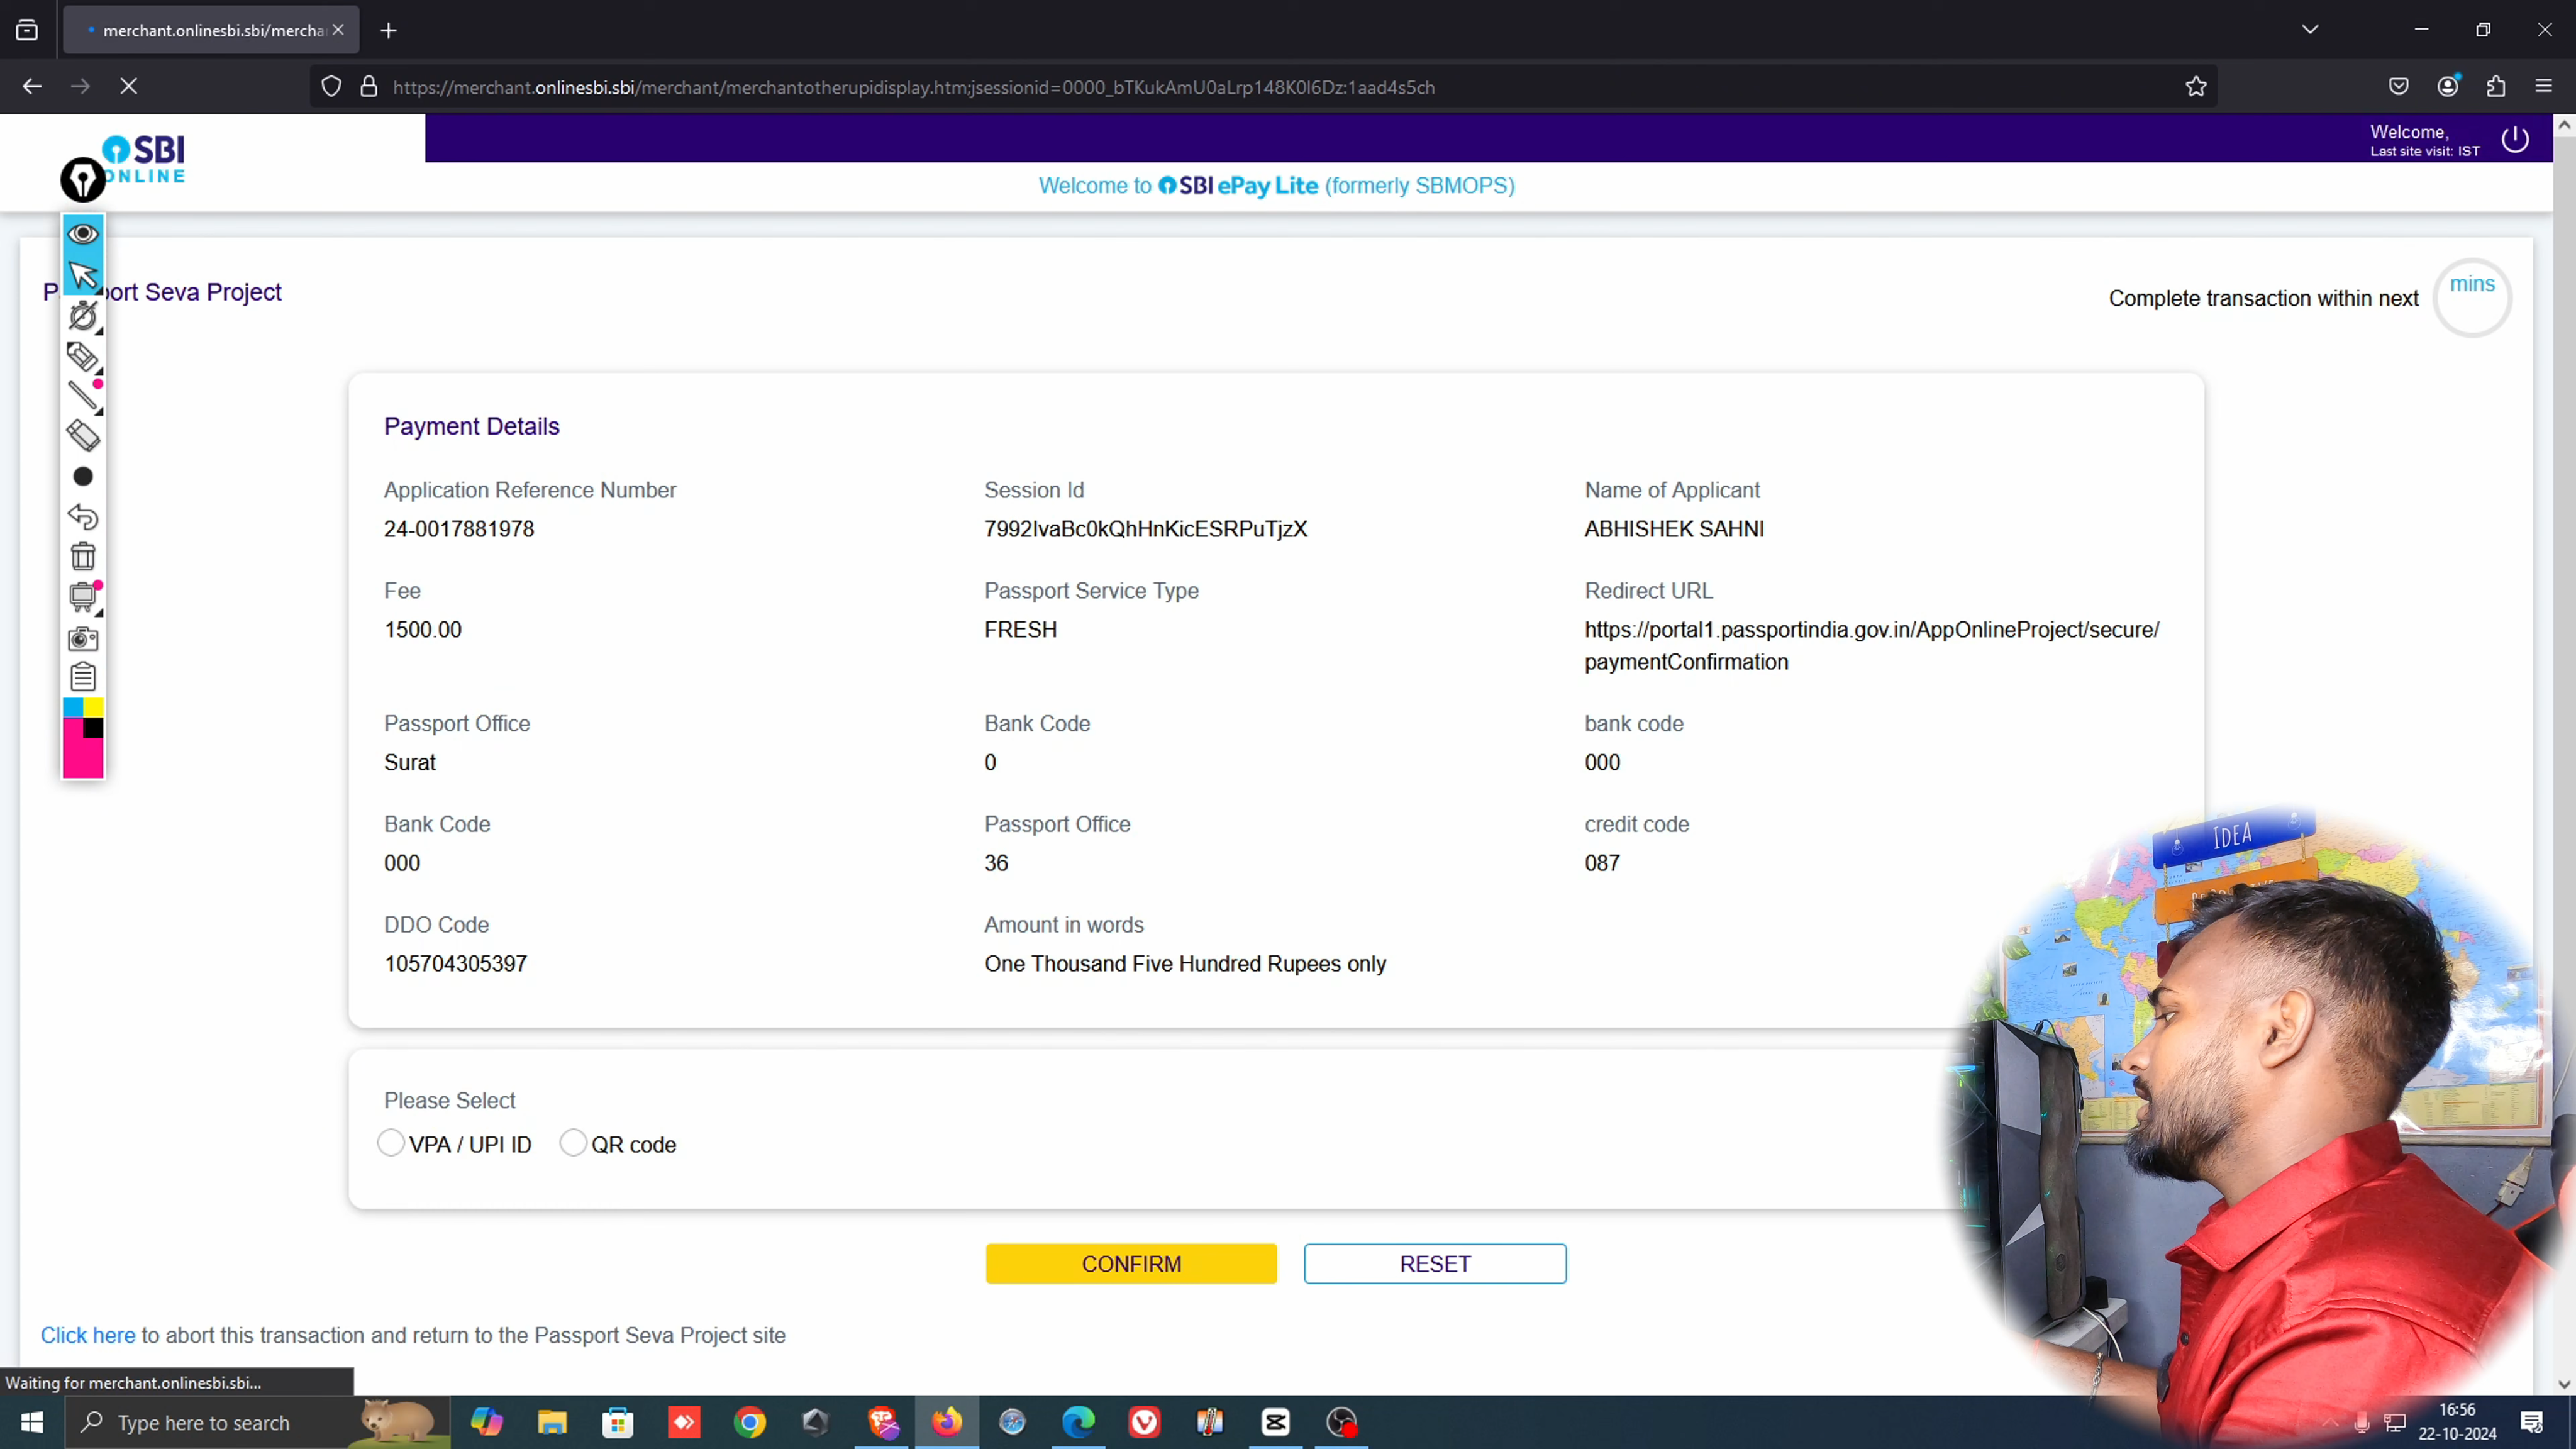 merchant.onlinesbi.sbi/mercha
https://merchant.onlinesbi.sbi/merchant/merchantotherupidisplay.htm;jsessionid=0000_bTKukAmU0aLrp148K0I6Dz:1aad4s5ch
SBI
ONLINE
Welcome,
Last site visit: IST
Welcome to SBI ePay Lite (formerly SBMOPS)
P port Seva Project
Complete transaction within next mins
Payment Details
Application Reference Number Session Id Name of Applicant
24-0017881978 7992IvaBc0kQhHnKicESRPuTjzX ABHISHEK SAHNI
Fee Passport Service Type Redirect URL
1500.00 FRESH https://portal1.passportindia.gov.in/AppOnlineProject/secure/
paymentConfirmation
Passport Office Bank Code bank code
Surat 0 000
Bank Code Passport Office credit code
000 36 087
DDO Code Amount in words
105704305397 One Thousand Five Hundred Rupees only
IDEA
Please Select
VPA / UPI ID QR code
CONFIRM RESET
Click here to abort this transaction and return to the Passport Seva Project site
Waiting for merchant.onlinesbi.sbi...
Type here to search
16:56
22-10-2024